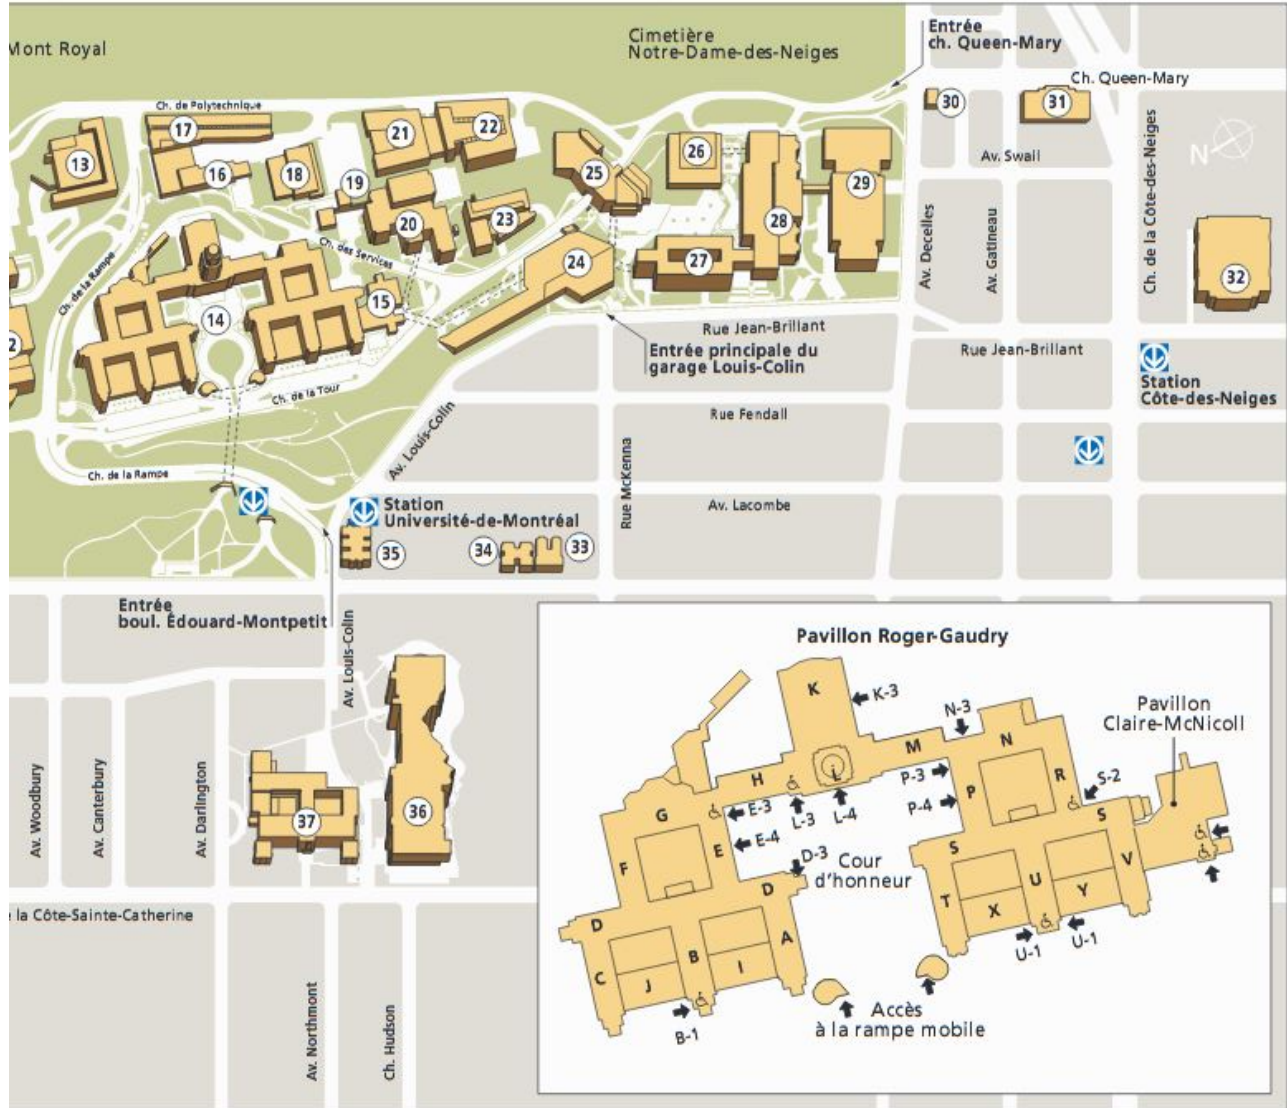 Mont Royal
Cimetière
Notre-Dame-des-Neiges
Entrée
ch. Queen-Mary
Ch. Queen-Mary
Ch. de Polytechnique
13
17
16
18
19
21
22
20
23
25
26
28
29
30
31
Av. Swail
N
Ch. de la Côte-des-Neiges
Av. Decelles
Av. Gatineau
32
Ch. de la Rampe
Ch. des Services
14
15
24
27
2
Rue Jean-Brillant
Rue Jean-Brillant
Entrée principale du
garage Louis-Colin
Station
Côte-des-Neiges
Ch. de la Tour
Av. Louis-Colin
Rue Fendall
Rue McKenna
Ch. de la Rampe
Av. Lacombe
Station
Université-de-Montréal
35
34
33
Entrée
boul. Édouard-Montpetit
Av. Louis-Colin
Av. Woodbury
Av. Canterbury
Av. Darlington
37
36
la Côte-Sainte-Catherine
Av. Northmont
Ch. Hudson
Pavillon Roger-Gaudry
Pavillon
Claire-McNicoll
K
K-3
N-3
M
N
H
L
P-3
P
R
S-2
P-4
G
E-3
L-3
L-4
S
E
E-4
D-3
Cour
d'honneur
F
S
V
D
U
T
Y
X
D
A
B
C
J
I
U-1
U-1
B-1
Accès
à la rampe mobile